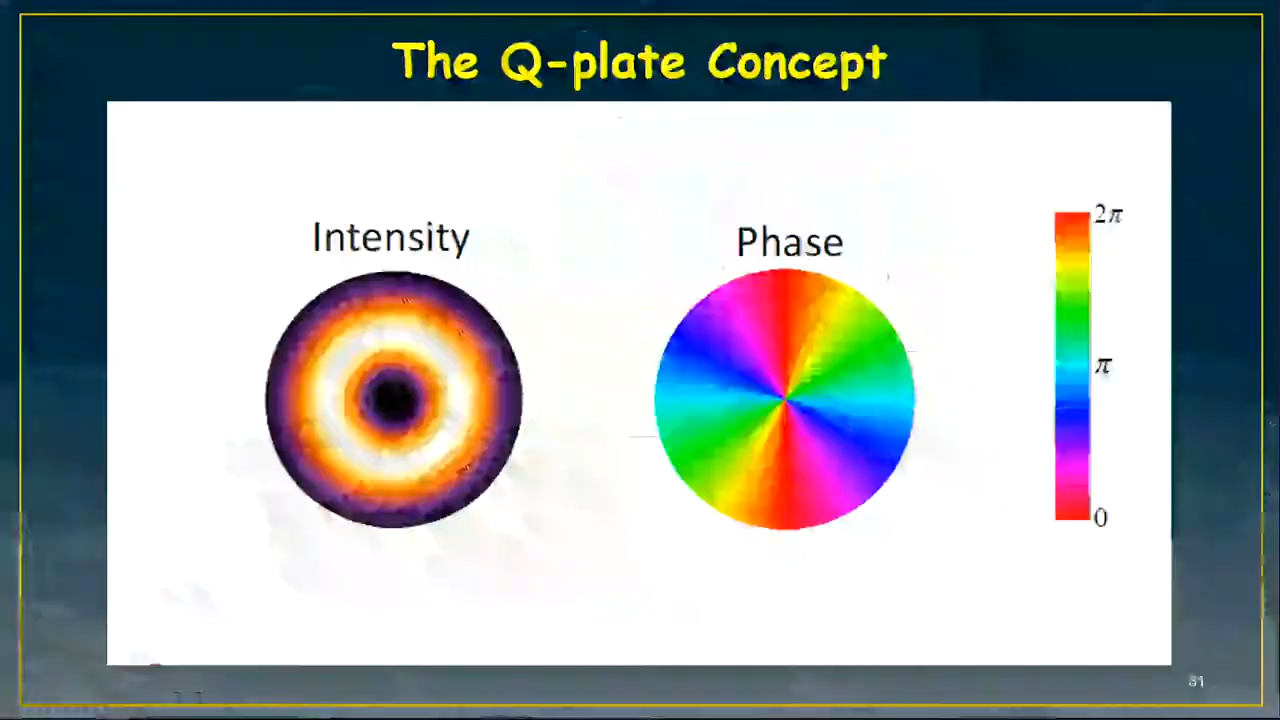 The Q-plate Concept
Intensity
Phase
2π
π
0
31